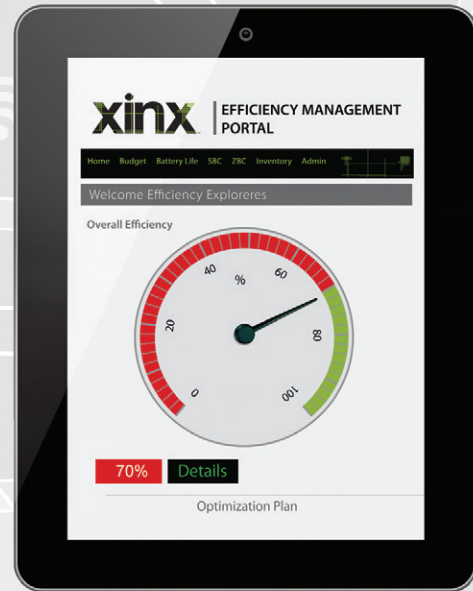 xinx
EFFICIENCY MANAGEMENT
PORTAL
Home Budget Battery Life SBC ZBC Inventory Admin
Welcome Efficiency Exploreres
Overall Efficiency
%
0
20
40
60
80
100
70% Details
Optimization Plan